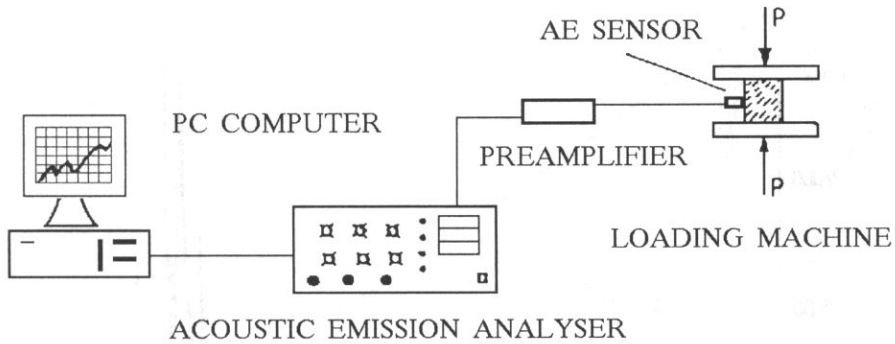 P
AE SENSOR
PC COMPUTER
PREAMPLIFIER
P
LOADING MACHINE
ACOUSTIC EMISSION ANALYSER